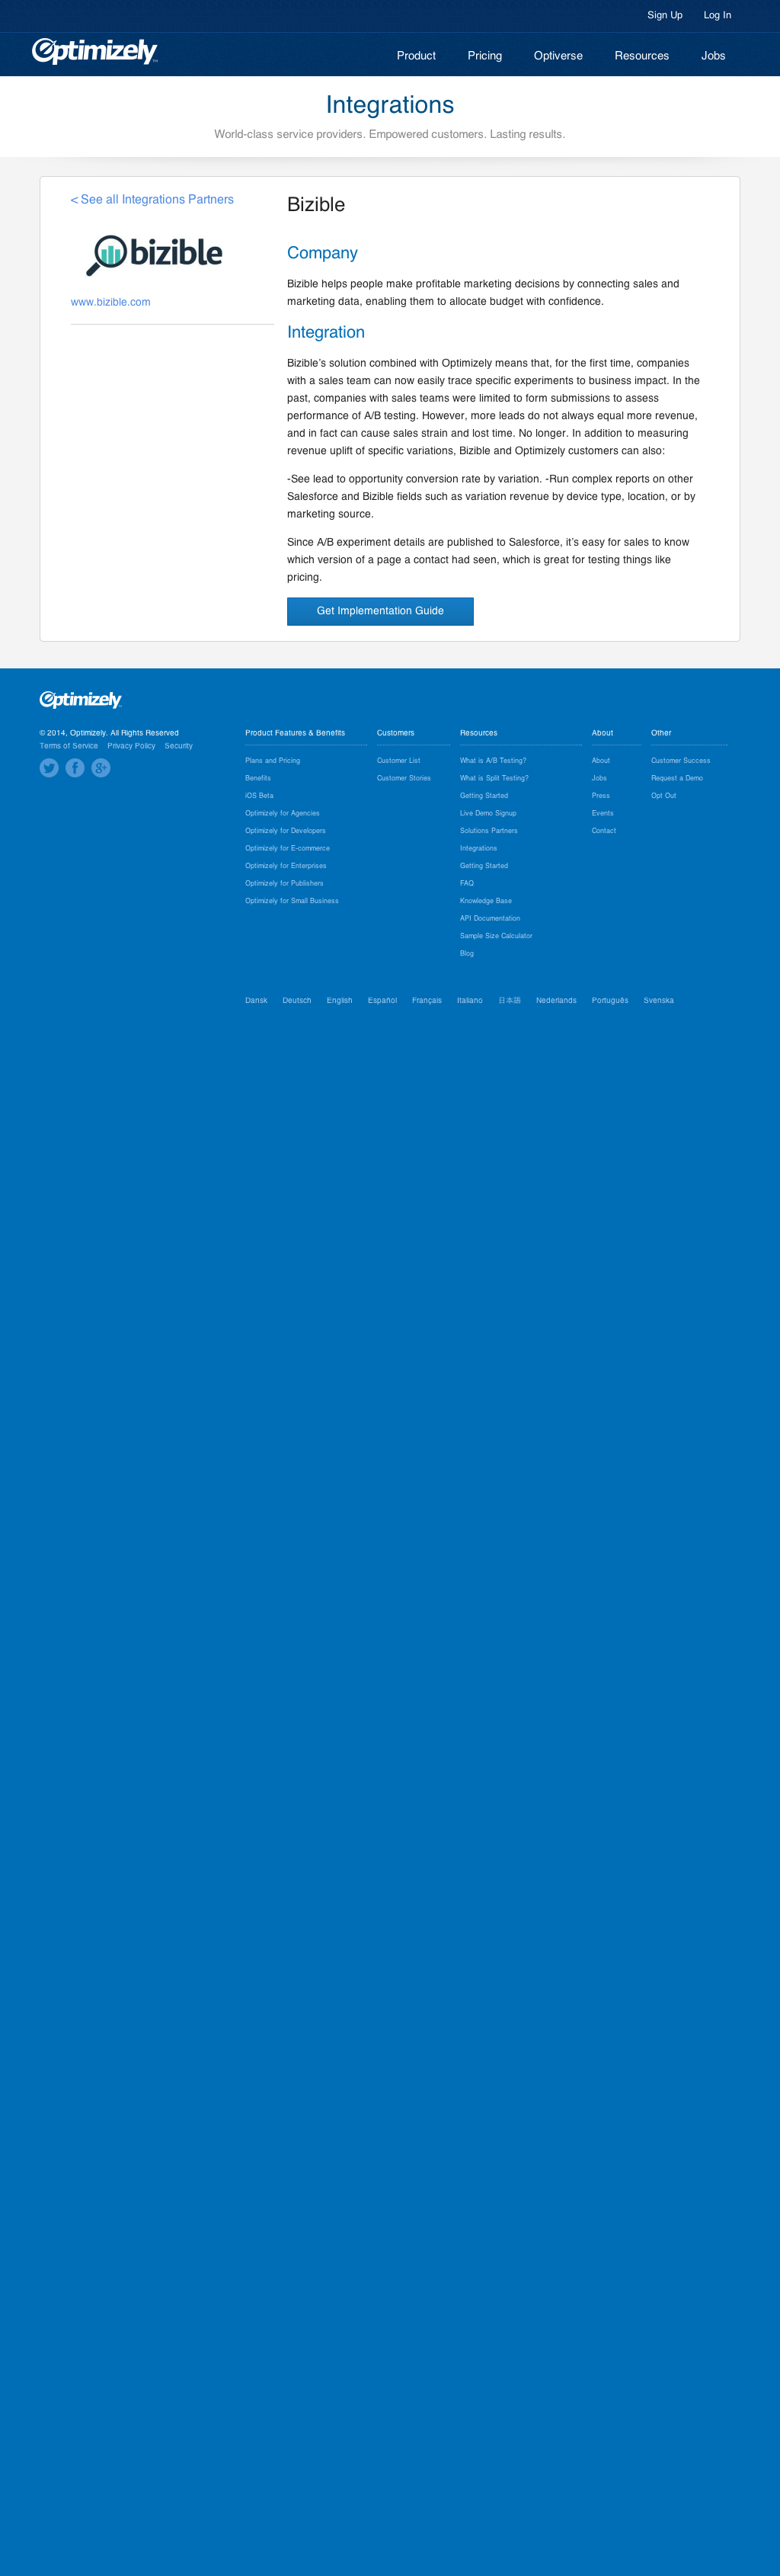 Sign Up Log In
Optimizely
Product Pricing Optiverse Resources Jobs
Integrations
World-class service providers. Empowered customers. Lasting results.
< See all Integrations Partners
bizible
www.bizible.com
Bizible
Company
Bizible helps people make profitable marketing decisions by connecting sales and
marketing data, enabling them to allocate budget with confidence.
Integration
Bizible’s solution combined with Optimizely means that, for the first time, companies
with a sales team can now easily trace specific experiments to business impact. In the
past, companies with sales teams were limited to form submissions to assess
performance of A/B testing. However, more leads do not always equal more revenue,
and in fact can cause sales strain and lost time. No longer. In addition to measuring
revenue uplift of specific variations, Bizible and Optimizely customers can also:
-See lead to opportunity conversion rate by variation. -Run complex reports on other
Salesforce and Bizible fields such as variation revenue by device type, location, or by
marketing source.
Since A/B experiment details are published to Salesforce, it’s easy for sales to know
which version of a page a contact had seen, which is great for testing things like
pricing.
Get Implementation Guide
Optimizely
© 2014, Optimizely. All Rights Reserved
Terms of Service Privacy Policy Security
Product Features & Benefits
Plans and Pricing
Benefits
iOS Beta
Optimizely for Agencies
Optimizely for Developers
Optimizely for E-commerce
Optimizely for Enterprises
Optimizely for Publishers
Optimizely for Small Business
Customers
Customer List
Customer Stories
Resources
What is A/B Testing?
What is Split Testing?
Getting Started
Live Demo Signup
Solutions Partners
Integrations
Getting Started
FAQ
Knowledge Base
API Documentation
Sample Size Calculator
Blog
About
About
Jobs
Press
Events
Contact
Other
Customer Success
Request a Demo
Opt Out
Dansk Deutsch English Español Français Italiano 日本語 Nederlands Português Svenska